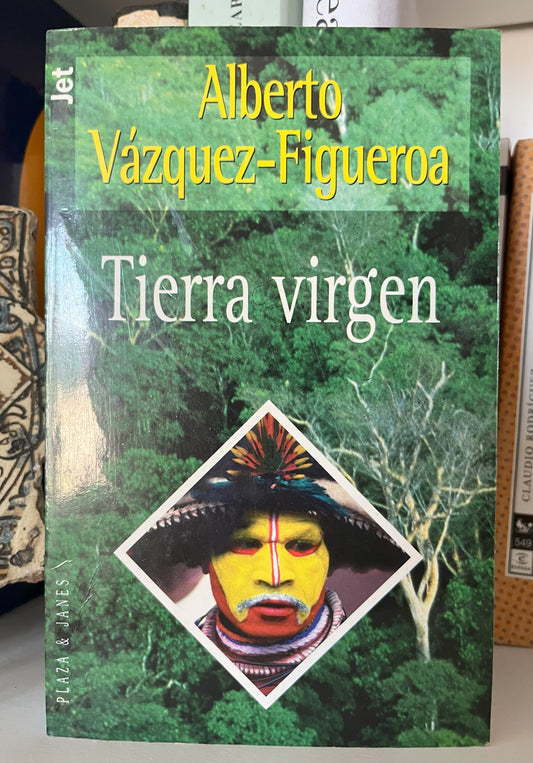 Jet
Alberto
Vázquez-Figueroa
Tierra virgen
PLAZA & JANES
CLAUDIO RODRÍGUEZ
549